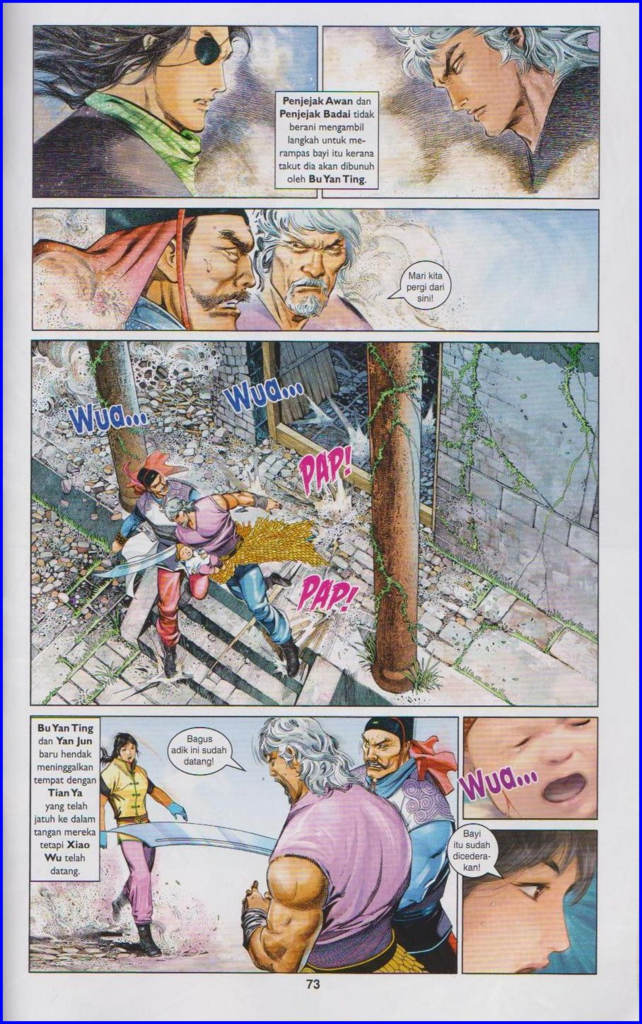 Penjejak Awan dan
Penjejak Badai tidak
berani mengambil
langkah untuk me-
rampas bayi itu kerana
takut dia akan dibunuh
oleh Bu Yan Ting.
Mari kita
pergi dari
sini!
Wua...
Wua...
PAP!
PAP!
Bu Yan Ting
dan Yan Jun
baru hendak
meninggalkan
tempat dengan
Tian Ya
yang telah
jatuh ke dalam
tangan mereka
tetapi Xiao
Wu telah
datang.
Bagus
adik ini sudah
datang!
Wua...
Bayi
itu sudah
dicedera-
kan!
73